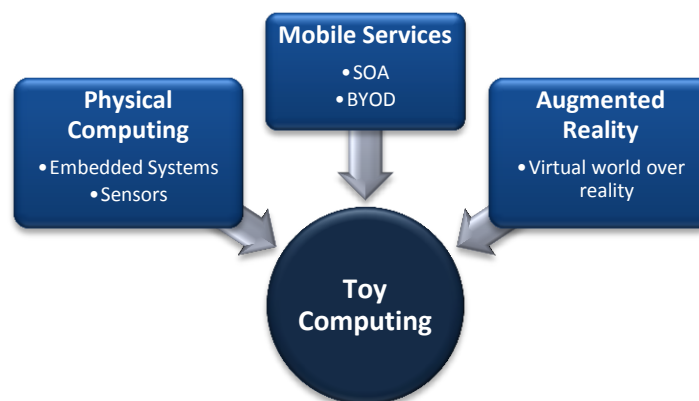 Mobile Services
•SOA
•BYOD
Physical
Computing
•Embedded Systems
•Sensors
Augmented
Reality
•Virtual world over
reality
Toy
Computing